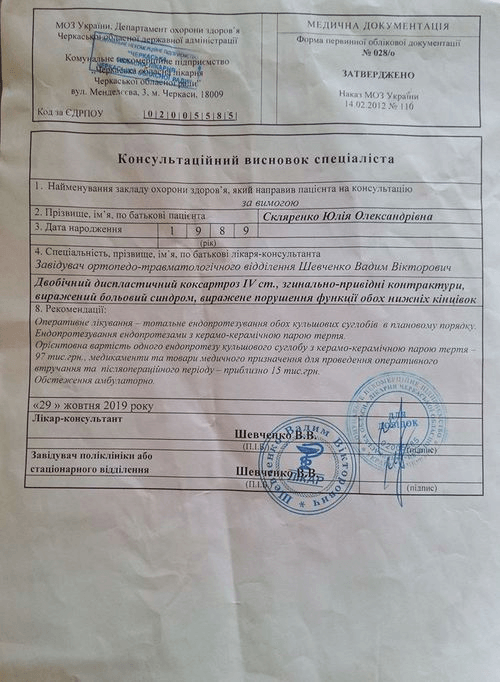 МОЗ України. Департамент охорони здоров'я
Черкаської обласної державної адміністрації
Комунальне некомерційне підприємство
„Черкаська обласна лікарня
Черкаської обласної ради"
вул. Менделєєва, 3, м. Черкаси, 18009
Код за ЄДРПОУ |0|2|0|0|5|5|8|5|
МЕДИЧНА ДОКУМЕНТАЦІЯ
Форма первинної облікової документації
№ 028/о
ЗАТВЕРДЖЕНО
Наказ МОЗ України
14.02.2012 № 110
Консультаційний висновок спеціаліста
1. Найменування закладу охорони здоров'я, який направив пацієнта на консультацію
за вимогою
2. Прізвище, ім'я, по батькові пацієнта Скляренко Юлія Олександрівна
3. Дата народження 1 9 8 9
(рік)
4. Спеціальність, прізвище, ім'я, по батькові лікаря-консультанта
Завідувач ортопедо-травматологічного відділення Шевченко Вадим Вікторович
Двобічний диспластичний коксартроз IV ст., згинально-привідні контрактури,
виражений больовий синдром, виражене порушення функції обох нижніх кінцівок
8. Рекомендації:
Оперативне лікування – тотальне ендопротезування обох кульшових суглобів в плановому порядку.
Ендопротезування ендопротезами з керамо-керамічною парою тертя.
Орієнтовна вартість одного ендопротезу кульшового суглобу з керамо-керамічною парою тертя –
97 тис.грн., медикаменти та товари медичного призначення для проведення оперативного
втручання та післяопераційного періоду – приблизно 15 тис.грн.
Обстеження амбулаторно.
«29 » жовтня 2019 року
Лікар-консультант
Шевченко В.В.
(П.І.Б.) (підпис)
Завідувач поліклініки або
стаціонарного відділення Шевченко В.В.
(П.І.Б.) (підпис)
Шевченко Вадим Вікторович
ЛІКАР
ДЛЯ
ДОВІДОК